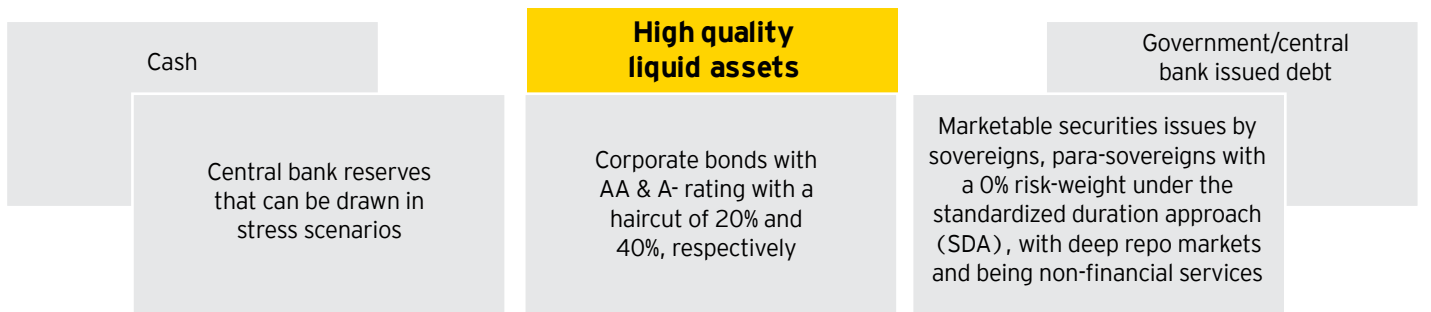 Cash
Central bank reserves
that can be drawn in
stress scenarios
High quality
liquid assets
Corporate bonds with
AA & A- rating with a
haircut of 20% and
40%, respectively
Government/central
bank issued debt
Marketable securities issues by
sovereigns, para-sovereigns with
a 0% risk-weight under the
standardized duration approach
(SDA), with deep repo markets
and being non-financial services